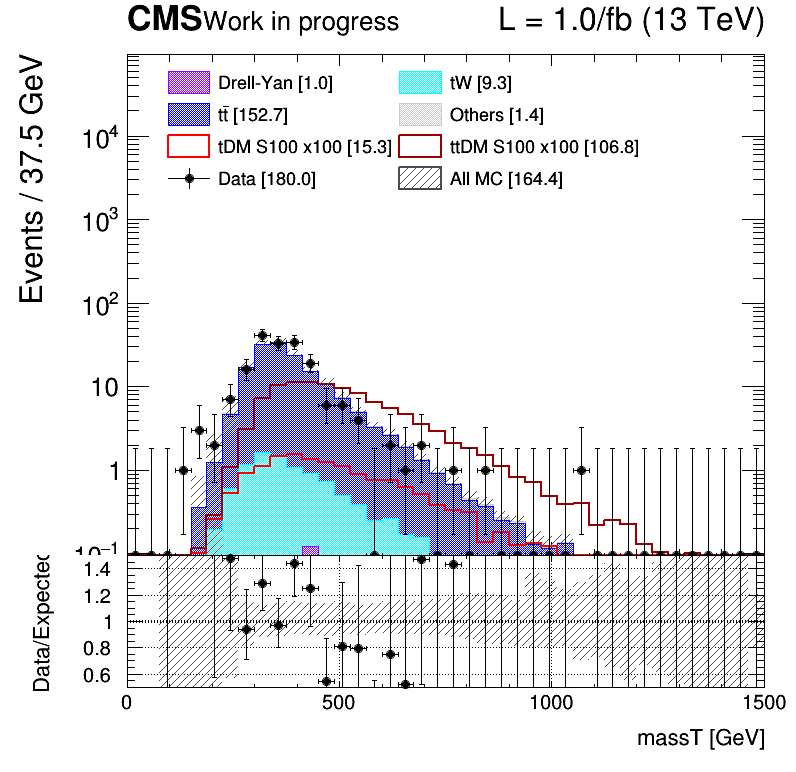 CMS Work in progress L = 1.0/fb (13 TeV)
Events / 37.5 GeV
Drell-Yan [1.0] tW [9.3]
tt̄ [152.7] Others [1.4]
tDM S100 x100 [15.3] ttDM S100 x100 [106.8]
Data [180.0] All MC [164.4]
10⁴
10³
10²
10
1
10⁻¹
Data/Expected
1.4
1.2
1
0.8
0.6
0 500 1000 1500
massT [GeV]